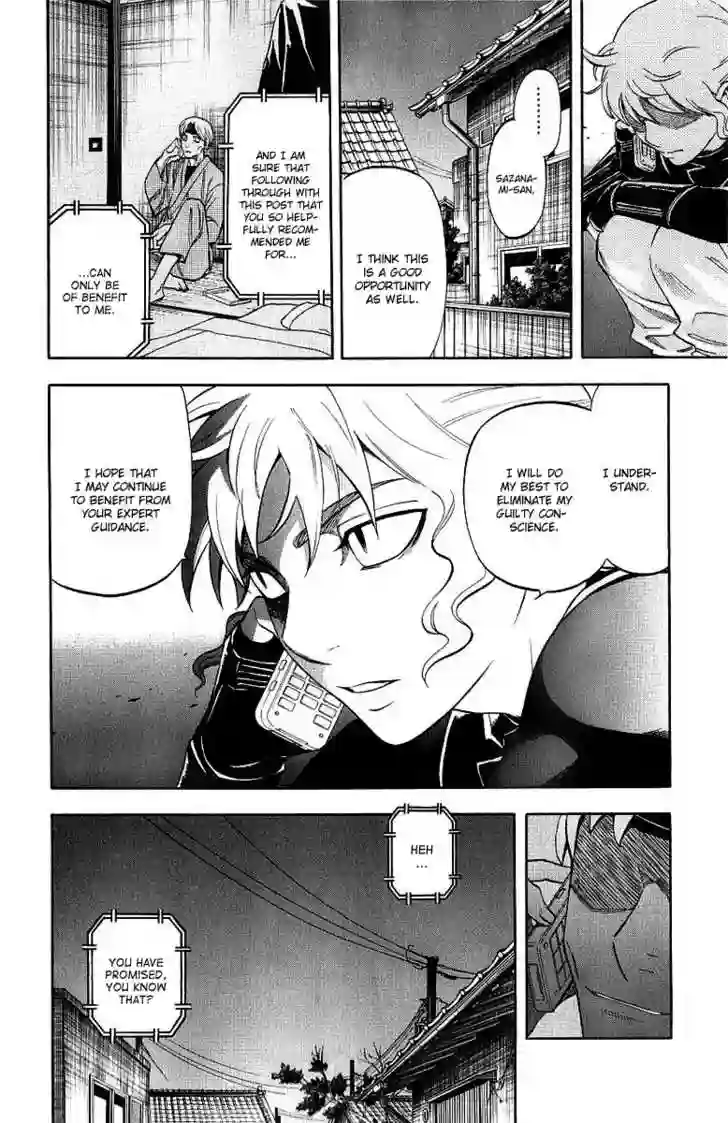 ......
SAZANA-
MI-SAN,
I THINK
THIS IS
A GOOD
OPPORTUNITY
AS WELL.
AND I AM
SURE THAT
FOLLOWING
THROUGH WITH
THIS POST THAT
YOU SO HELP-
FULLY RECOM-
MENDED ME
FOR...
...CAN
ONLY BE
OF BENEFIT
TO ME.
I UNDER-
STAND.
I WILL DO
MY BEST TO
ELIMINATE MY
GUILTY CON-
SCIENCE.
I HOPE THAT
I MAY CONTINUE
TO BENEFIT FROM
YOUR EXPERT
GUIDANCE.
HEH
...
YOU HAVE
PROMISED,
YOU KNOW
THAT?